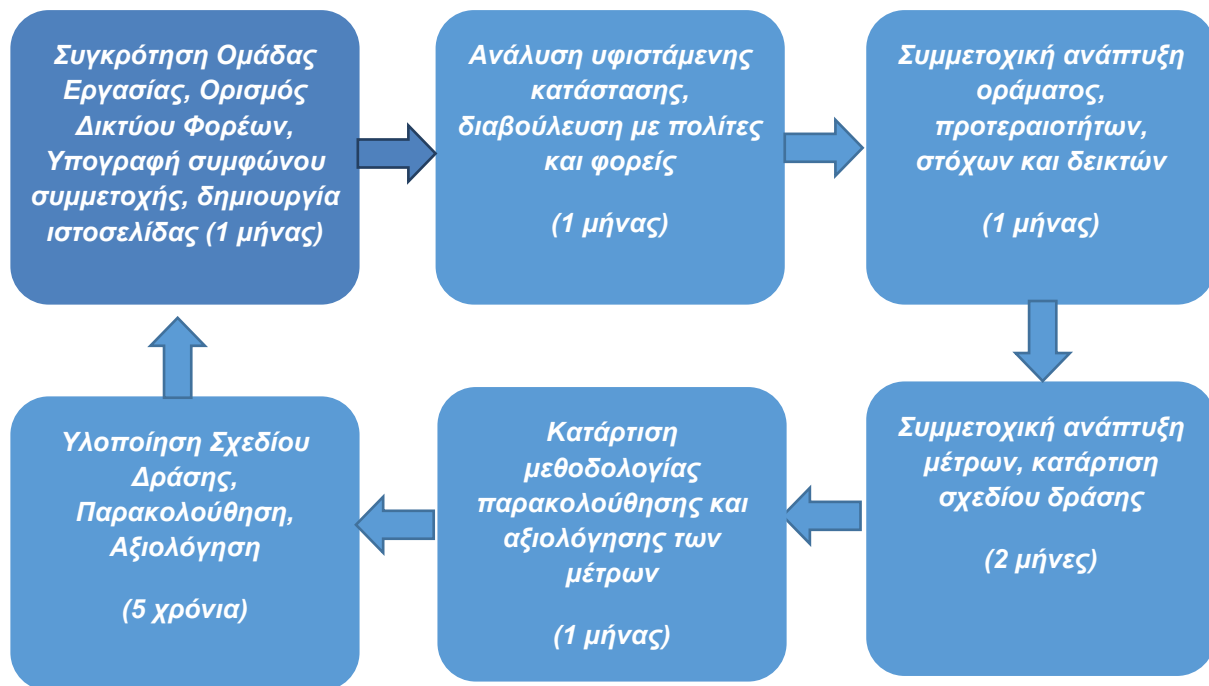 Συγκρότηση Ομάδας
Εργασίας, Ορισμός
Δικτύου Φορέων,
Υπογραφή συμφώνου
συμμετοχής, δημιουργία
ιστοσελίδας (1 μήνας)
Ανάλυση υφιστάμενης
κατάστασης,
διαβούλευση με πολίτες
και φορείς
(1 μήνας)
Συμμετοχική ανάπτυξη
οράματος,
προτεραιοτήτων,
στόχων και δεικτών
(1 μήνας)
Συμμετοχική ανάπτυξη
μέτρων, κατάρτιση
σχεδίου δράσης
(2 μήνες)
Κατάρτιση
μεθοδολογίας
παρακολούθησης και
αξιολόγησης των
μέτρων
(1 μήνας)
Υλοποίηση Σχεδίου
Δράσης,
Παρακολούθηση,
Αξιολόγηση
(5 χρόνια)